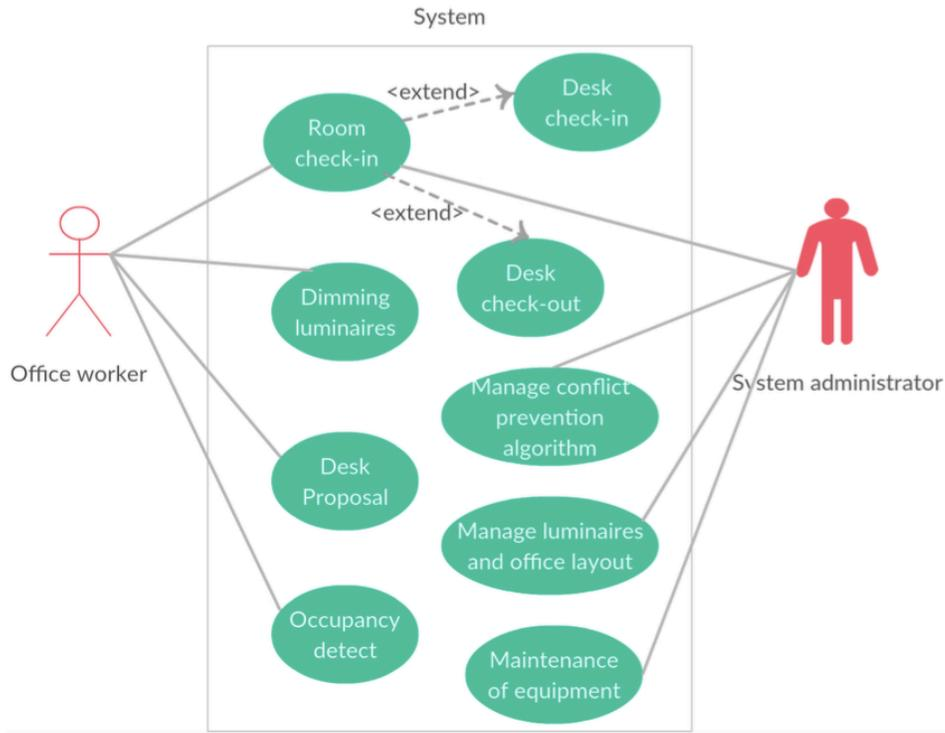 System
<extend>
Desk
check-in
Room
check-in
<extend>
Desk
check-out
Dimming
luminaires
Office worker
System administrator
Manage conflict
prevention
algorithm
Desk
Proposal
Manage luminaires
and office layout
Occupancy
detect
Maintenance
of equipment